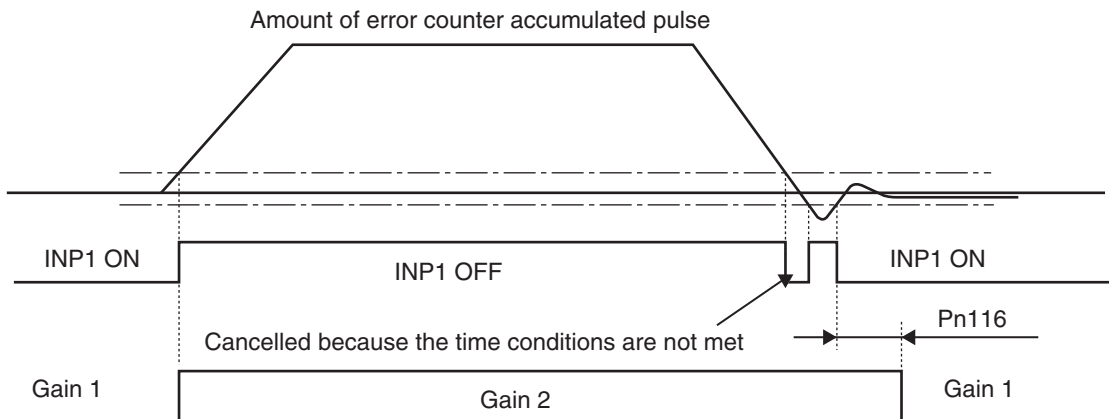 Amount of error counter accumulated pulse
INP1 ON
INP1 OFF
INP1 ON
Pn116
Cancelled because the time conditions are not met
Gain 1
Gain 2
Gain 1